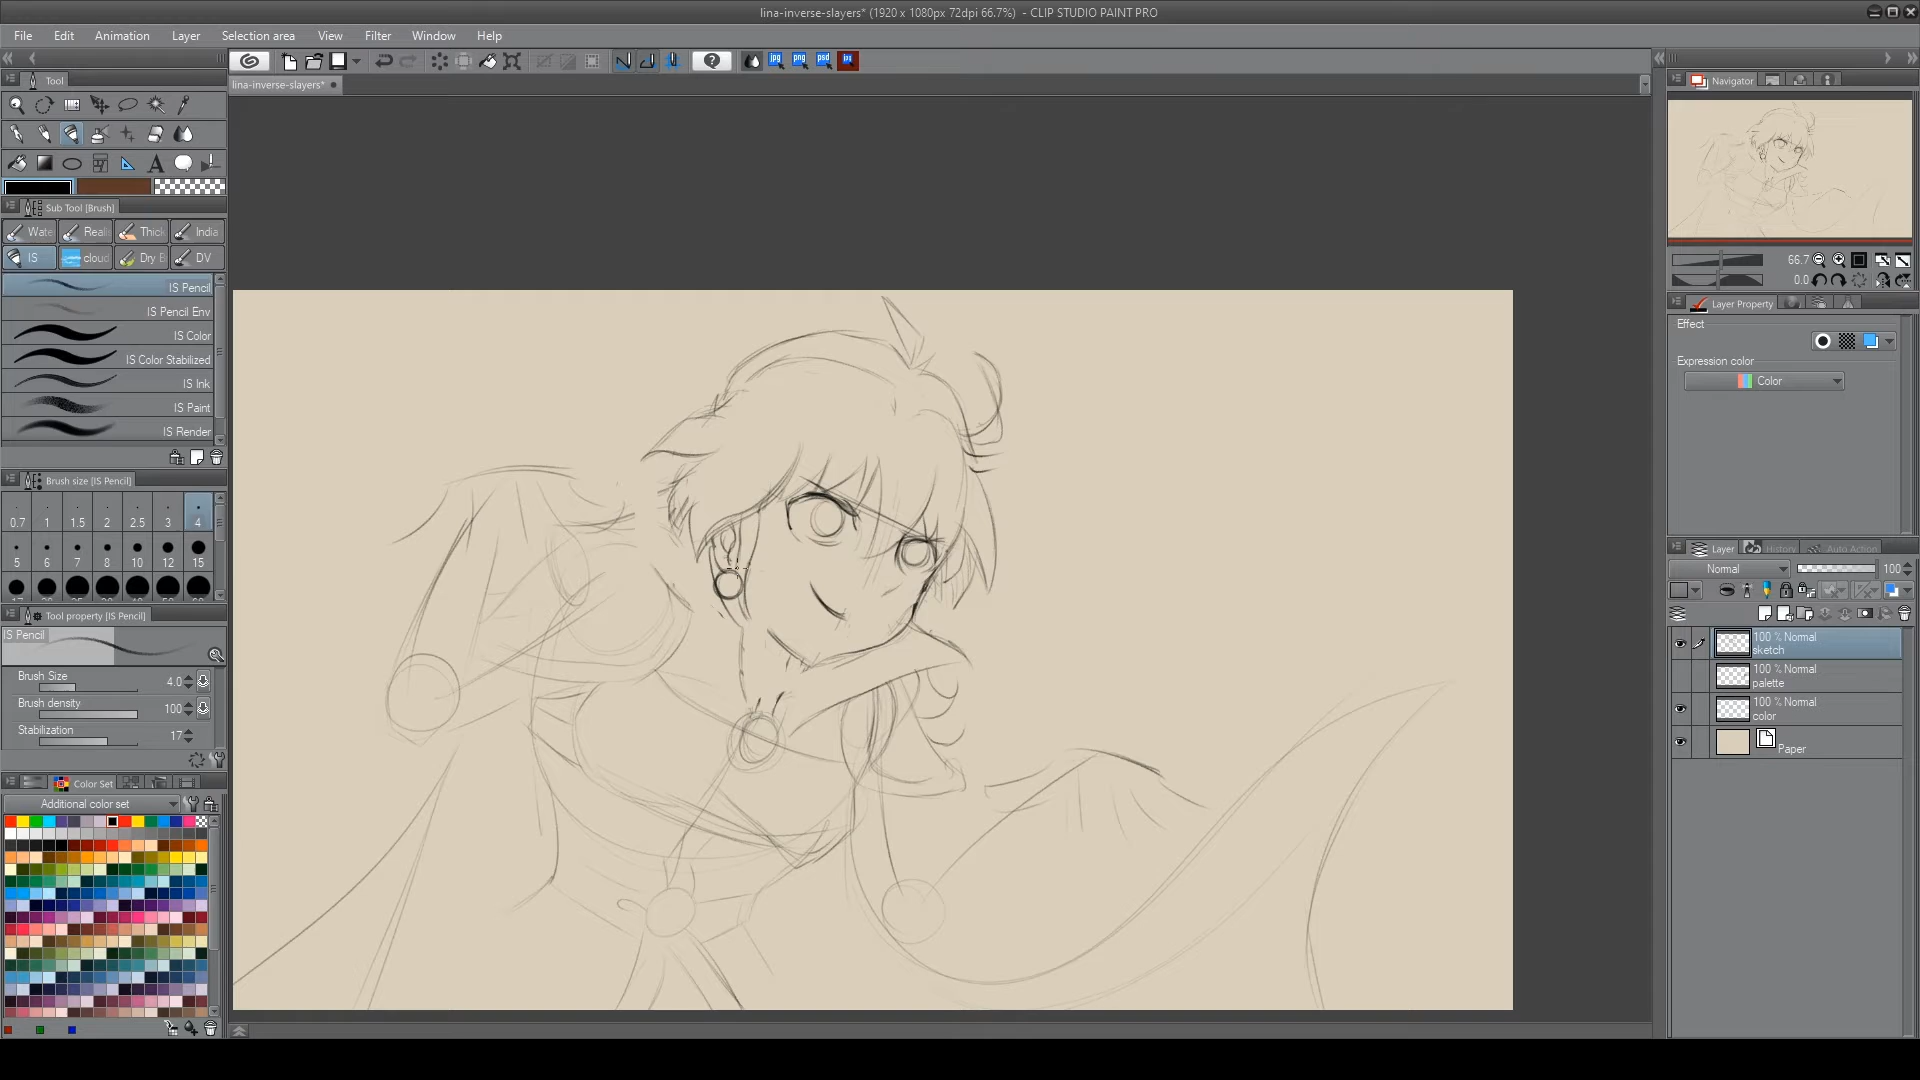 lina-inverse-slayers* (1920 x 1080px 72dpi 66.7%) - CLIP STUDIO PAINT PRO
File Edit Animation Layer Selection area View Filter Window Help
jpg png psd
lina-inverse-slayers*
Tool
Navigator
A
Sub Tool [Brush]
Wate Reali Thick India
IS cloud Dry B DV
IS Pencil
IS Pencil Env
IS Color
IS Color Stabilized
IS Ink
IS Paint
IS Render
66.7
0.0
Layer Property
Effect
Expression color
Color
Brush size [IS Pencil]
0.7 1 1.5 2 2.5 3 4
5 6 7 8 10 12 15
Tool property [IS Pencil]
IS Pencil
Brush Size 4.0
Brush density 100
Stabilization 17
Color Set
Additional color set
Layer History Auto Action
Normal 100
100 % Normal
sketch
100 % Normal
palette
100 % Normal
color
Paper